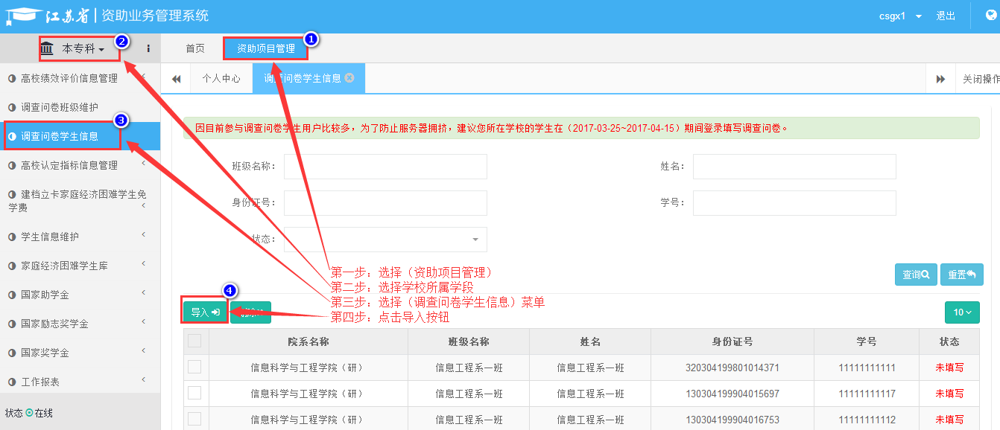 江苏省 | 资助业务管理系统
csgx1 退出
本专科
2
i
首页
资助项目管理
1
高校绩效评价信息管理
调查问卷班级维护
3
调查问卷学生信息
高校认定指标信息管理
建档立卡家庭经济困难学生免
学费
学生信息维护
家庭经济困难学生库
国家助学金
国家励志奖学金
国家奖学金
工作报表
状态 在线
个人中心
调查问卷学生信息
关闭操作
因目前参与调查问卷学生用户比较多，为了防止服务器拥挤，建议您所在学校的学生在（2017-03-25~2017-04-15）期间登录填写调查问卷。
班级名称：
姓名：
身份证号：
学号：
状态：
第一步：选择（资助项目管理）
第二步：选择学校所属学段
第三步：选择（调查问卷学生信息）菜单
第四步：点击导入按钮
查询
重置
4
导入
10
院系名称 班级名称 姓名 身份证号 学号 状态
信息科学与工程学院（研） 信息工程系一班 信息工程系一班 320304199801014371 11111111111 未填写
信息科学与工程学院（研） 信息工程系一班 信息工程系一班 130304199904015697 11111111117 未填写
信息科学与工程学院（研） 信息工程系一班 信息工程系一班 130304199904016753 11111111112 未填写